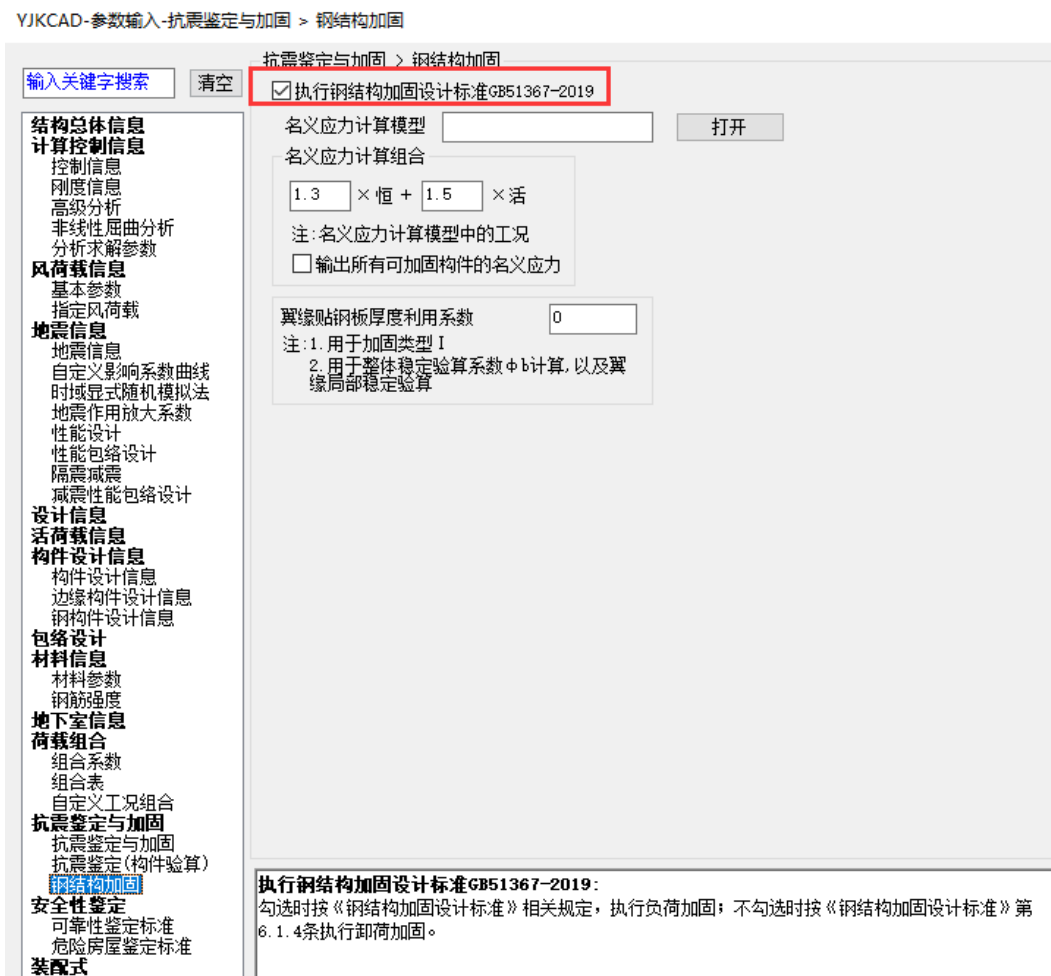 YJKCAD-参数输入-抗震鉴定与加固 > 钢结构加固
输入关键字搜索
清空
结构总体信息
计算控制信息
控制信息
刚度信息
高级分析
非线性屈曲分析
分析求解参数
风荷载信息
基本参数
指定风荷载
地震信息
地震信息
自定义影响系数曲线
时域显式随机模拟法
地震作用放大系数
性能设计
性能包络设计
隔震减震
减震性能包络设计
设计信息
活荷载信息
构件设计信息
构件设计信息
边缘构件设计信息
钢构件设计信息
包络设计
材料信息
材料参数
钢筋强度
地下室信息
荷载组合
组合系数
组合表
自定义工况组合
抗震鉴定与加固
抗震鉴定与加固
抗震鉴定(构件验算)
钢结构加固
安全性鉴定
可靠性鉴定标准
危险房屋鉴定标准
装配式
抗震鉴定与加固 > 钢结构加固
执行钢结构加固设计标准GB51367-2019
名义应力计算模型
打开
名义应力计算组合
1.3 ×恒 + 1.5 ×活
注:名义应力计算模型中的工况
输出所有可加固构件的名义应力
翼缘贴钢板厚度利用系数 0
注:1.用于加固类型Ⅰ
2.用于整体稳定验算系数φb计算,以及翼
缘局部稳定验算
执行钢结构加固设计标准GB51367-2019:
勾选时按《钢结构加固设计标准》相关规定，执行负荷加固；不勾选时按《钢结构加固设计标准》第
6.1.4条执行卸荷加固。